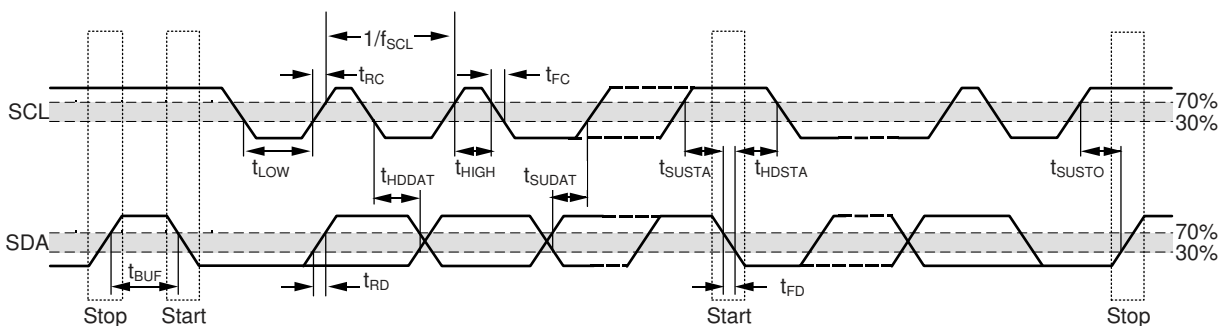 1/fSCL
tRC
tFC
SCL
70%
30%
tLOW
tHDDAT
tHIGH
tSUDAT
tSUSTA
tHDSTA
tSUSTO
SDA
70%
30%
tBUF
tRD
tFD
Stop
Start
Start
Stop